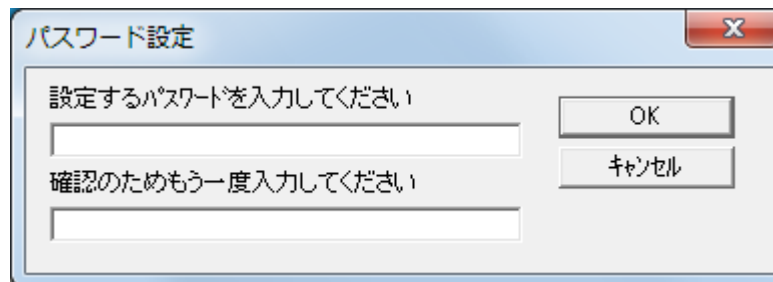 パスワード設定
設定するﾊﾟｽﾜｰﾄﾞを入力してください
OK
確認のためもう一度入力してください
ｷｬﾝｾﾙ